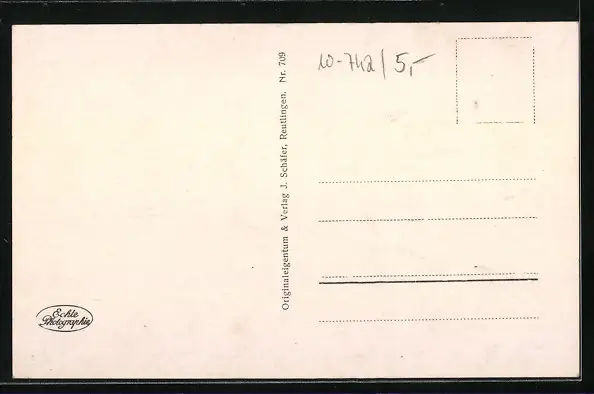 Echte
Photographie
Originaleigentum & Verlag J. Schäfer, Reutlingen. Nr. 709
10-742/5,-